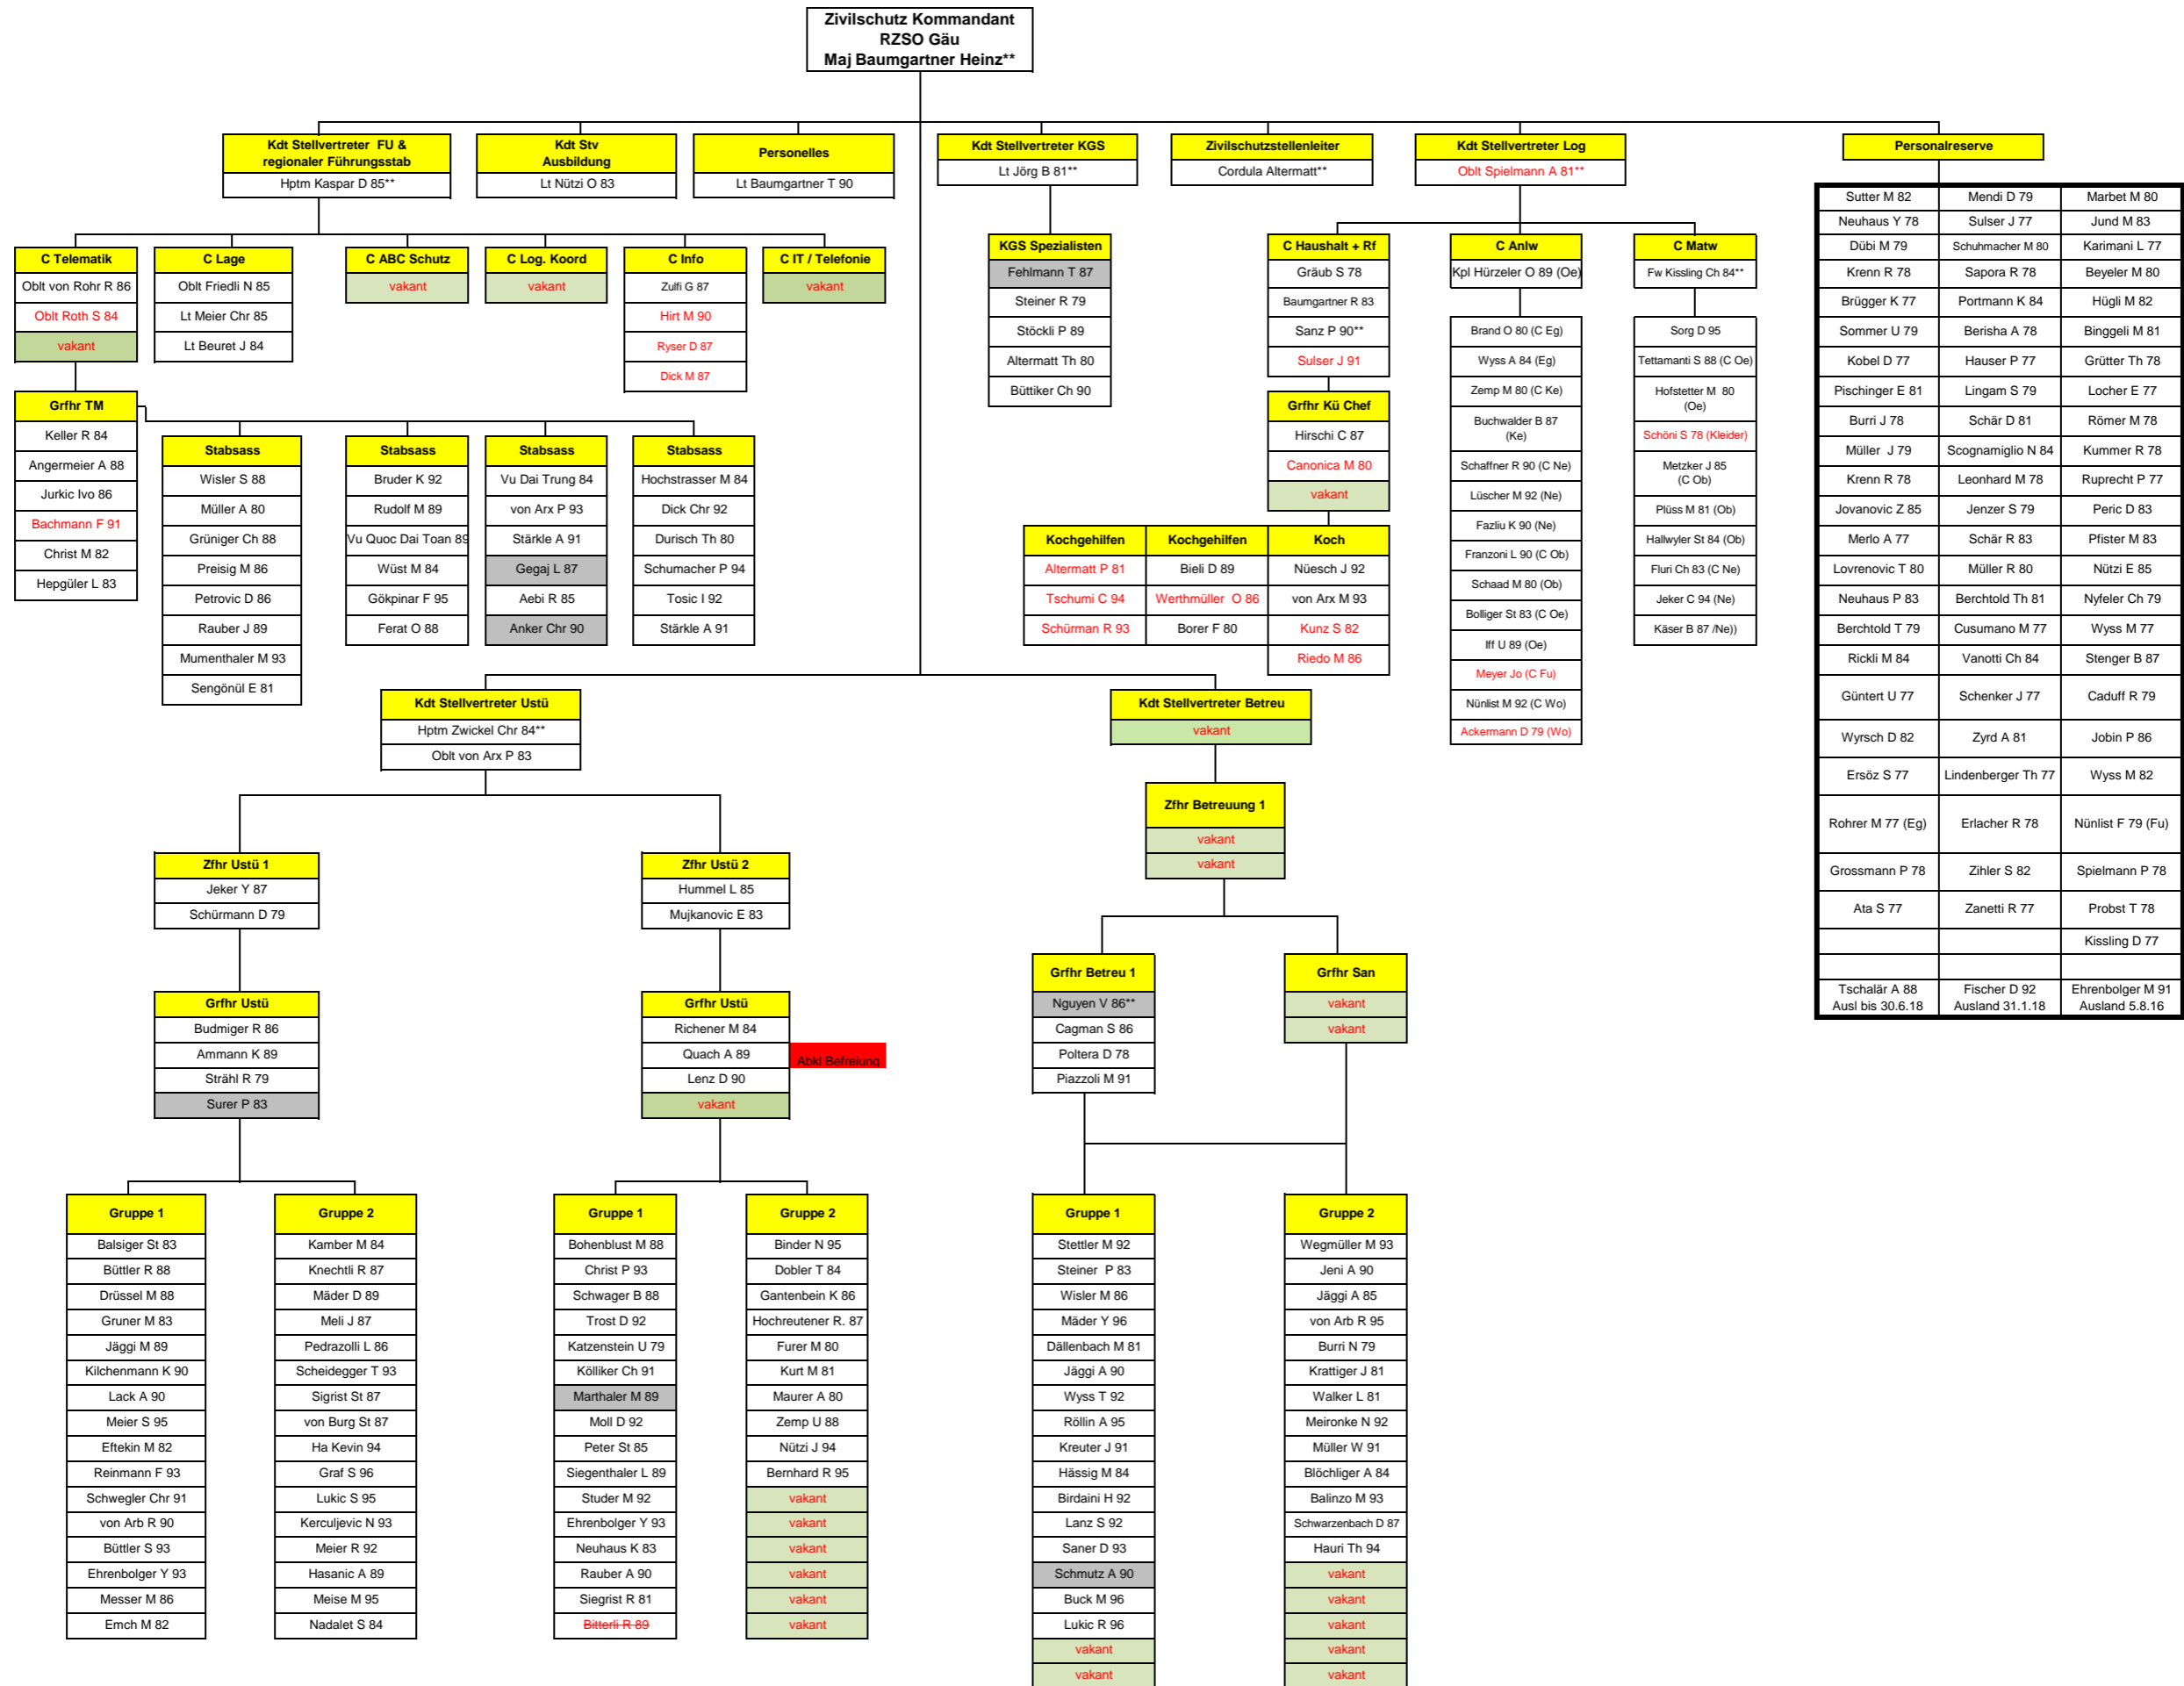 Zivilschutz Kommandant
RZSO Gäu
Maj Baumgartner Heinz**
Kdt Stellvertreter FU &
regionaler Führungsstab
Hptm Kaspar D 85**
Kdt Stv
Ausbildung
Lt Nützi O 83
Personelles
Lt Baumgartner T 90
Kdt Stellvertreter KGS
Lt Jörg B 81**
Zivilschutzstellenleiter
Cordula Altermatt**
Kdt Stellvertreter Log
Oblt Spielmann A 81**
Personalreserve
C Telematik
Oblt von Rohr R 86
Oblt Roth S 84
vakant
C Lage
Oblt Friedli N 85
Lt Meier Chr 85
Lt Beuret J 84
C ABC Schutz
vakant
C Log. Koord
vakant
C Info
Zulfi G 87
Hirt M 90
Ryser D 87
Dick M 87
C IT / Telefonie
vakant
KGS Spezialisten
Fehlmann T 87
Steiner R 79
Stöckli P 89
Altermatt Th 80
Büttiker Ch 90
C Haushalt + Rf
Gräub S 78
Baumgartner R 83
Sanz P 90**
Sulser J 91
Grfhr Kü Chef
Hirschi C 87
Canonica M 80
vakant
Kochgehilfen
Altermatt P 81
Tschumi C 94
Schürman R 93
Kochgehilfen
Bieli D 89
Werthmüller O 86
Borer F 80
Koch
Nüesch J 92
von Arx M 93
Kunz S 82
Riedo M 86
C Anlw
Kpl Hürzeler O 89 (Oe)
Brand O 80 (C Eg)
Wyss A 84 (Eg)
Zemp M 80 (C Ke)
Buchwalder B 87
(Ke)
Schaffner R 90 (C Ne)
Lüscher M 92 (Ne)
Fazliu K 90 (Ne)
Franzoni L 90 (C Ob)
Schaad M 80 (Ob)
Bolliger St 83 (C Oe)
Iff U 89 (Oe)
Meyer Jo (C Fu)
Nünlist M 92 (C Wo)
Ackermann D 79 (Wo)
C Matw
Fw Kissling Ch 84**
Sorg D 95
Tettamanti S 88 (C Oe)
Hofstetter M 80
(Oe)
Schöni S 78 (Kleider)
Metzker J 85
(C Ob)
Plüss M 81 (Ob)
Hallwyler St 84 (Ob)
Fluri Ch 83 (C Ne)
Jeker C 94 (Ne)
Käser B 87 /Ne))
Sutter M 82 Mendi D 79 Marbet M 80
Neuhaus Y 78 Sulser J 77 Jund M 83
Dübi M 79 Schuhmacher M 80 Karimani L 77
Krenn R 78 Sapora R 78 Beyeler M 80
Brügger K 77 Portmann K 84 Hügli M 82
Sommer U 79 Berisha A 78 Binggeli M 81
Kobel D 77 Hauser P 77 Grütter Th 78
Pischinger E 81 Lingam S 79 Locher E 77
Burri J 78 Schär D 81 Römer M 78
Müller J 79 Scognamiglio N 84 Kummer R 78
Krenn R 78 Leonhard M 78 Ruprecht P 77
Jovanovic Z 85 Jenzer S 79 Peric D 83
Merlo A 77 Schär R 83 Pfister M 83
Lovrenovic T 80 Müller R 80 Nützi E 85
Neuhaus P 83 Berchtold Th 81 Nyfeler Ch 79
Berchtold T 79 Cusumano M 77 Wyss M 77
Rickli M 84 Vanotti Ch 84 Stenger B 87
Güntert U 77 Schenker J 77 Caduff R 79
Wyrsch D 82 Zyrd A 81 Jobin P 86
Ersöz S 77 Lindenberger Th 77 Wyss M 82
Rohrer M 77 (Eg) Erlacher R 78 Nünlist F 79 (Fu)
Grossmann P 78 Zihler S 82 Spielmann P 78
Ata S 77 Zanetti R 77 Probst T 78
Kissling D 77
Tschalär A 88 Fischer D 92 Ehrenbolger M 91
Ausl bis 30.6.18 Ausland 31.1.18 Ausland 5.8.16
Grfhr TM
Keller R 84
Angermeier A 88
Jurkic Ivo 86
Bachmann F 91
Christ M 82
Hepgüler L 83
Stabsass
Wisler S 88
Müller A 80
Grüniger Ch 88
Preisig M 86
Petrovic D 86
Rauber J 89
Mumenthaler M 93
Sengönül E 81
Stabsass
Bruder K 92
Rudolf M 89
Vu Quoc Dai Toan 89
Wüst M 84
Gökpinar F 95
Ferat O 88
Stabsass
Vu Dai Trung 84
von Arx P 93
Stärkle A 91
Gegaj L 87
Aebi R 85
Anker Chr 90
Stabsass
Hochstrasser M 84
Dick Chr 92
Durisch Th 80
Schumacher P 94
Tosic I 92
Stärkle A 91
Kdt Stellvertreter Ustü
Hptm Zwickel Chr 84**
Oblt von Arx P 83
Kdt Stellvertreter Betreu
vakant
Zfhr Betreuung 1
vakant
vakant
Zfhr Ustü 1
Jeker Y 87
Schürmann D 79
Zfhr Ustü 2
Hummel L 85
Mujkanovic E 83
Grfhr Ustü
Budmiger R 86
Ammann K 89
Strähl R 79
Surer P 83
Grfhr Ustü
Richener M 84
Quach A 89
Abkl Befreiung
Lenz D 90
vakant
Grfhr Betreu 1
Nguyen V 86**
Cagman S 86
Poltera D 78
Piazzoli M 91
Grfhr San
vakant
vakant
Gruppe 1
Balsiger St 83
Büttler R 88
Drüssel M 88
Gruner M 83
Jäggi M 89
Kilchenmann K 90
Lack A 90
Meier S 95
Eftekin M 82
Reinmann F 93
Schwegler Chr 91
von Arb R 90
Büttler S 93
Ehrenbolger Y 93
Messer M 86
Emch M 82
Gruppe 2
Kamber M 84
Knechtli R 87
Mäder D 89
Meli J 87
Pedrazolli L 86
Scheidegger T 93
Sigrist St 87
von Burg St 87
Ha Kevin 94
Graf S 96
Lukic S 95
Kerculjevic N 93
Meier R 92
Hasanic A 89
Meise M 95
Nadalet S 84
Gruppe 1
Bohenblust M 88
Christ P 93
Schwager B 88
Trost D 92
Katzenstein U 79
Kölliker Ch 91
Marthaler M 89
Moll D 92
Peter St 85
Siegenthaler L 89
Studer M 92
Ehrenbolger Y 93
Neuhaus K 83
Rauber A 90
Siegrist R 81
Bitterli R 89
Gruppe 2
Binder N 95
Dobler T 84
Gantenbein K 86
Hochreutener R. 87
Furer M 80
Kurt M 81
Maurer A 80
Zemp U 88
Nützi J 94
Bernhard R 95
vakant
vakant
vakant
vakant
vakant
vakant
Gruppe 1
Stettler M 92
Steiner P 83
Wisler M 86
Mäder Y 96
Dällenbach M 81
Jäggi A 90
Wyss T 92
Röllin A 95
Kreuter J 91
Hässig M 84
Birdaini H 92
Lanz S 92
Saner D 93
Schmutz A 90
Buck M 96
Lukic R 96
vakant
vakant
Gruppe 2
Wegmüller M 93
Jeni A 90
Jäggi A 85
von Arb R 95
Burri N 79
Krattiger J 81
Walker L 81
Meironke N 92
Müller W 91
Blöchliger A 84
Balinzo M 93
Schwarzenbach D 87
Hauri Th 94
vakant
vakant
vakant
vakant
vakant